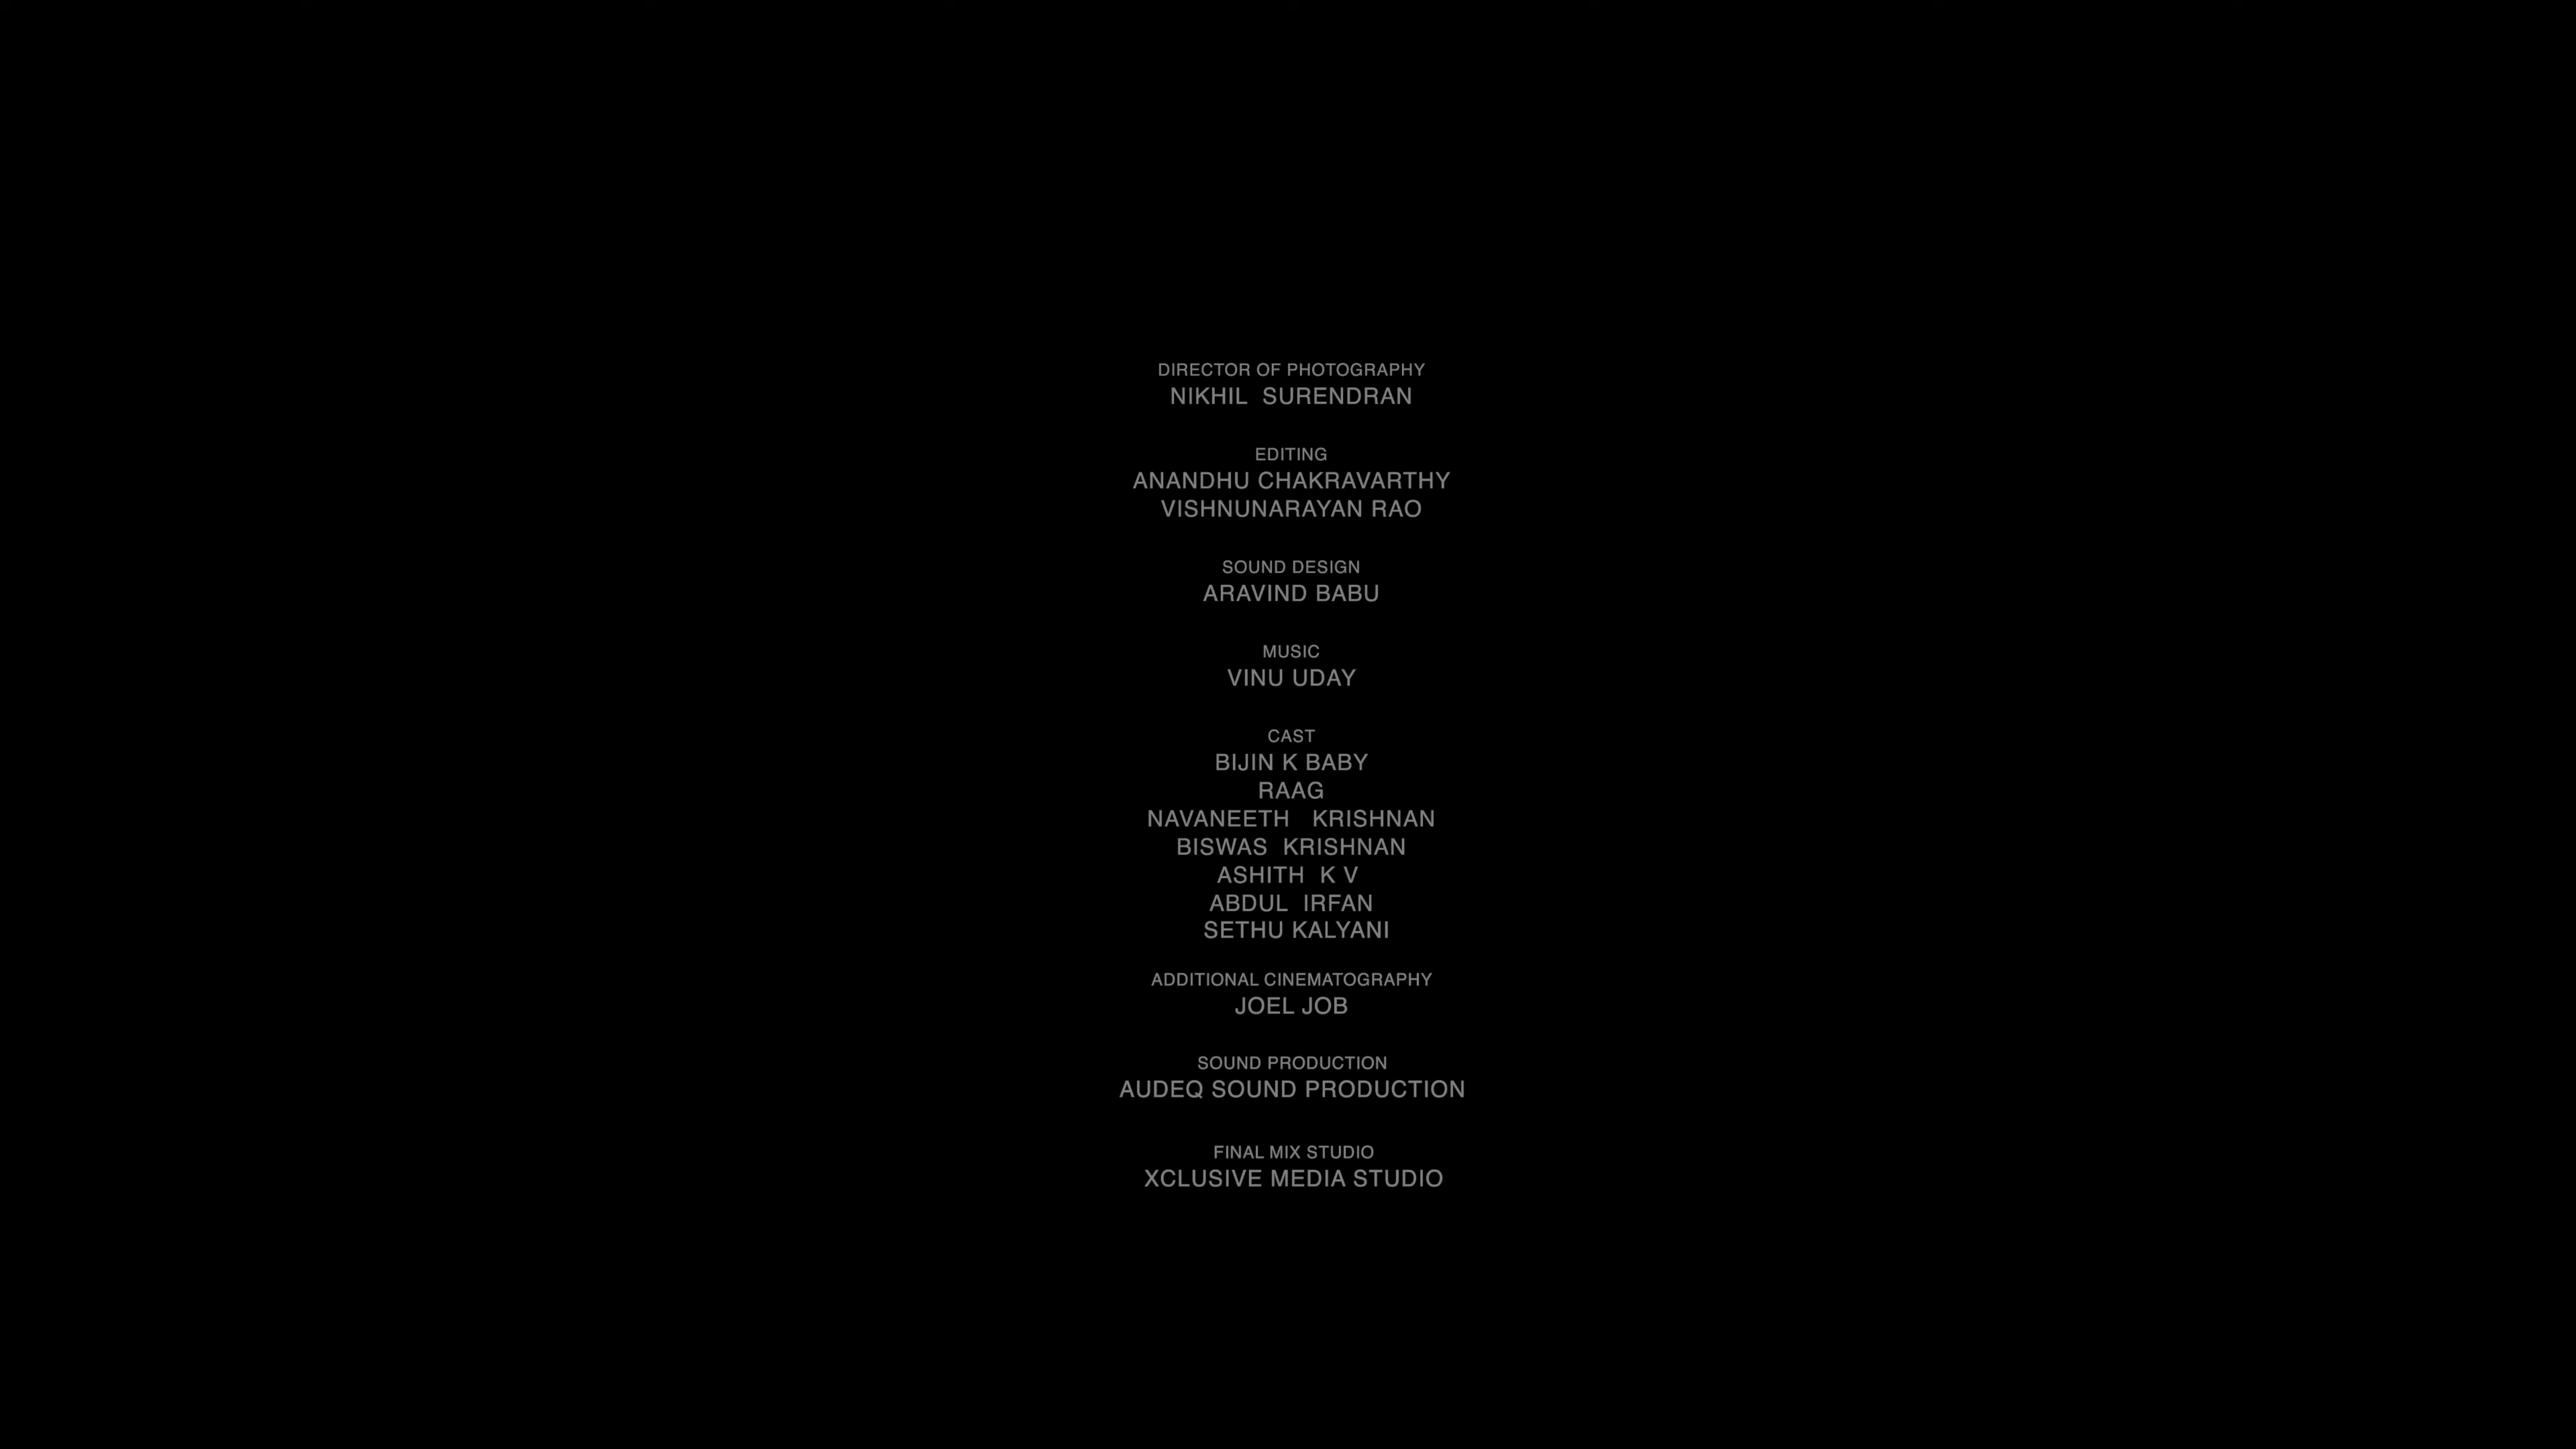 DIRECTOR OF PHOTOGRAPHY
NIKHIL  SURENDRAN
EDITING
ANANDHU CHAKRAVARTHY
VISHNUNARAYAN RAO
SOUND DESIGN
ARAVIND BABU
MUSIC
VINU UDAY
CAST
BIJIN K BABY
RAAG
NAVANEETH   KRISHNAN
BISWAS  KRISHNAN
ASHITH  K V
ABDUL  IRFAN
SETHU KALYANI
ADDITIONAL CINEMATOGRAPHY
JOEL JOB
SOUND PRODUCTION
AUDEQ SOUND PRODUCTION
FINAL MIX STUDIO
XCLUSIVE MEDIA STUDIO